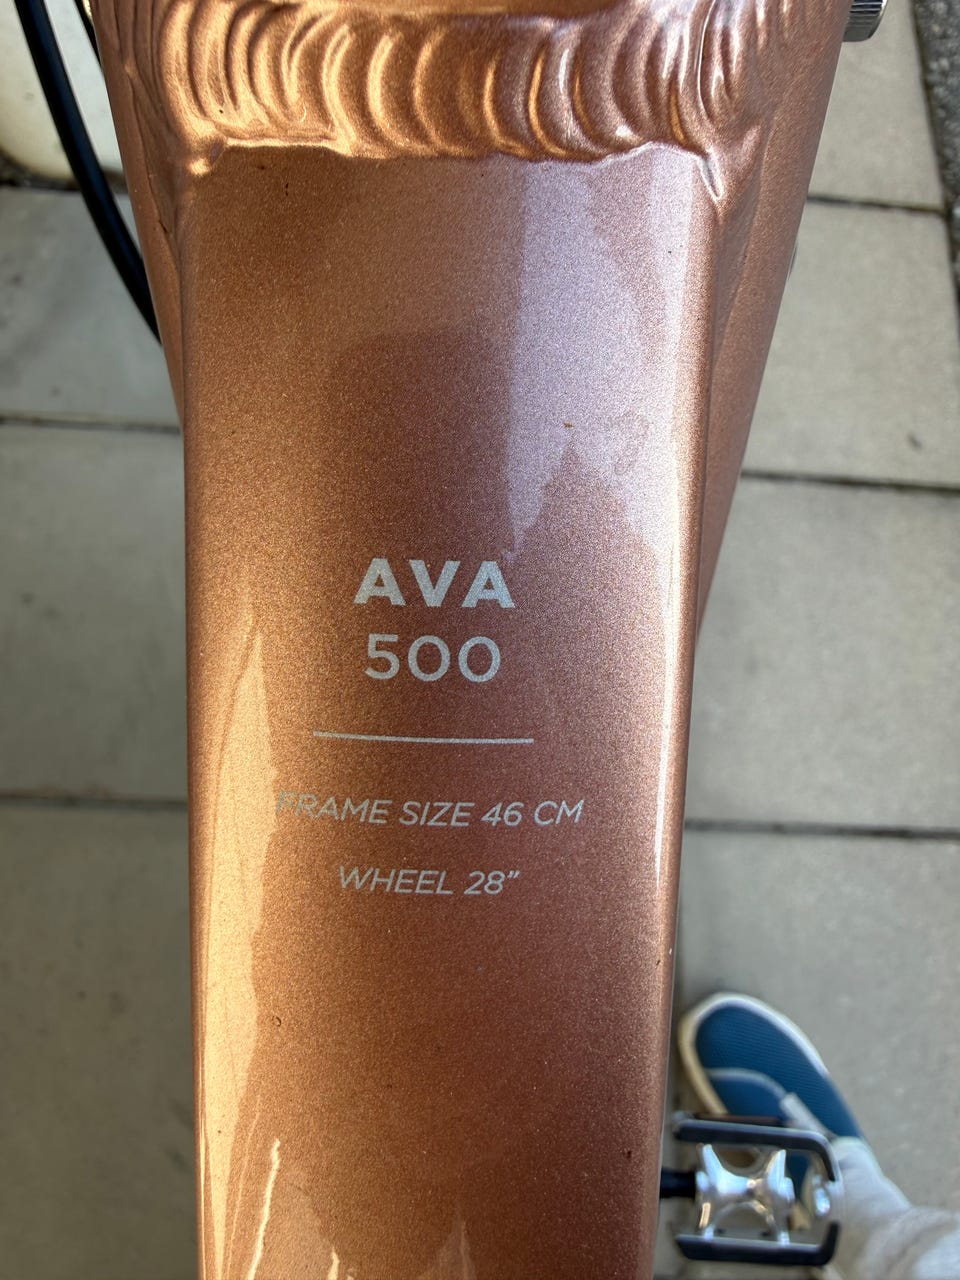 AVA
500
FRAME SIZE 46 CM
WHEEL 28”